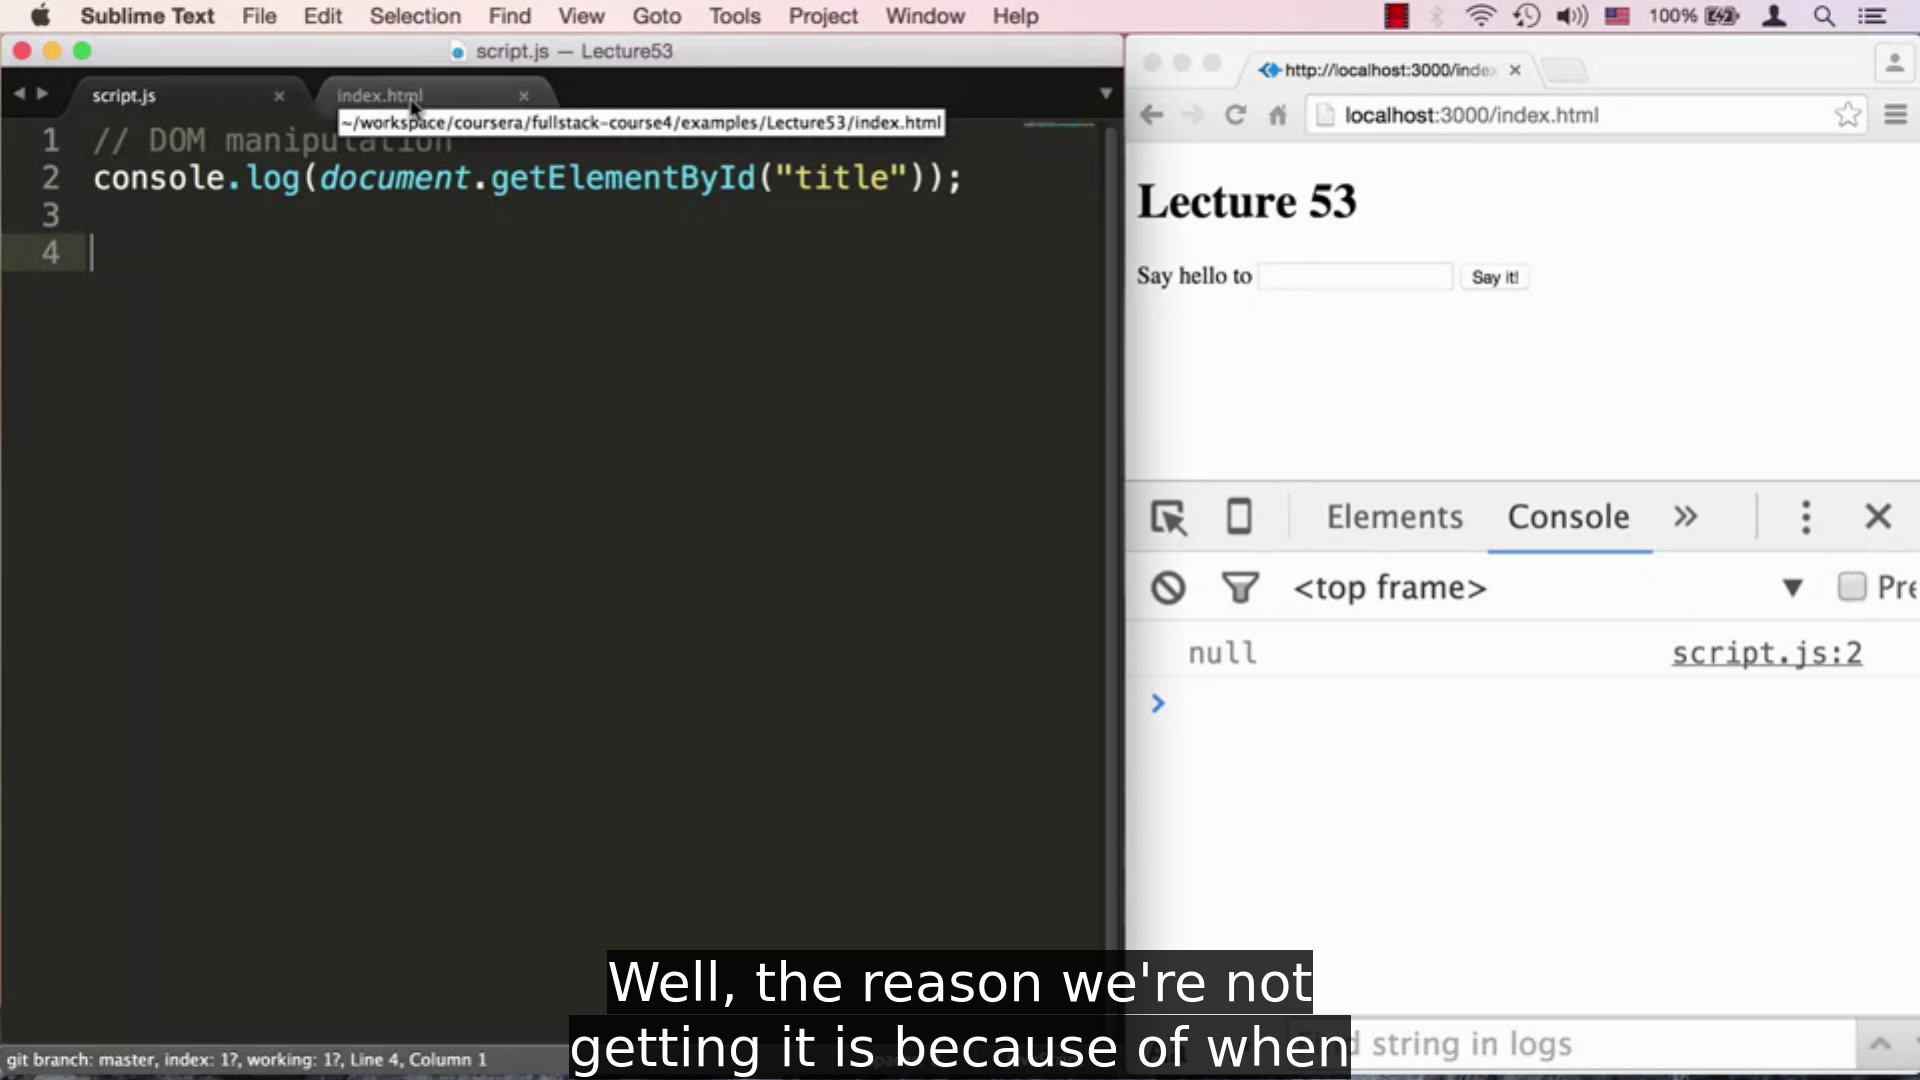 Sublime Text File Edit Selection Find View Goto Tools Project Window Help 100%
script.js — Lecture53
script.js × index.html ×
~/workspace/coursera/fullstack-course4/examples/Lecture53/index.html
1 // DOM manipulation
2 console.log(document.getElementById("title"));
3
4
http://localhost:3000/inde ×
localhost:3000/index.html
Lecture 53
Say hello to Say it!
Elements Console »
<top frame> ▼ Pre
null script.js:2
>
Well, the reason we're not
getting it is because of when
string in logs
git branch: master, index: 1?, working: 1?, Line 4, Column 1